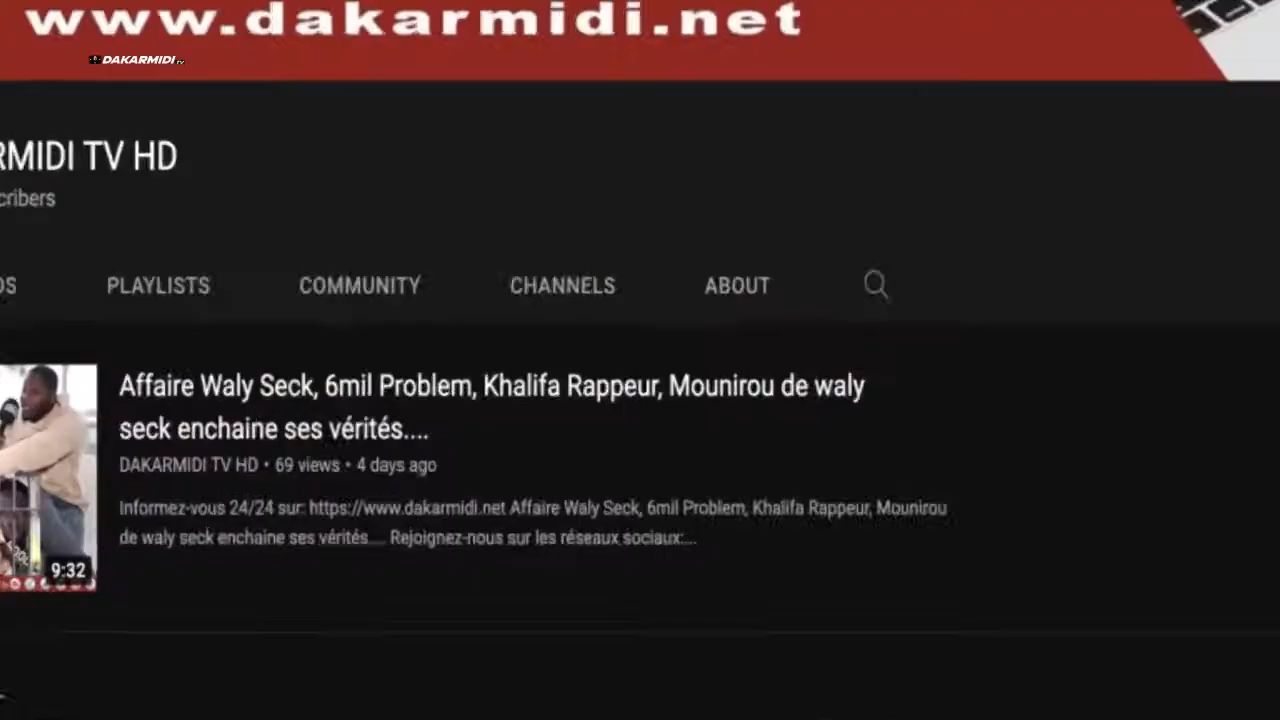 www.dakarmidi.net
DAKARMIDI TV
RMIDI TV HD
cribers
OS
PLAYLISTS
COMMUNITY
CHANNELS
ABOUT
Affaire Waly Seck, 6mil Problem, Khalifa Rappeur, Mounirou de waly
seck enchaine ses vérités....
DAKARMIDI TV HD • 69 views • 4 days ago
Informez-vous 24/24 sur: https://www.dakarmidi.net Affaire Waly Seck, 6mil Problem, Khalifa Rappeur, Mounirou
de waly seck enchaine ses vérités.... Rejoignez-nous sur les réseaux sociaux:...
9:32